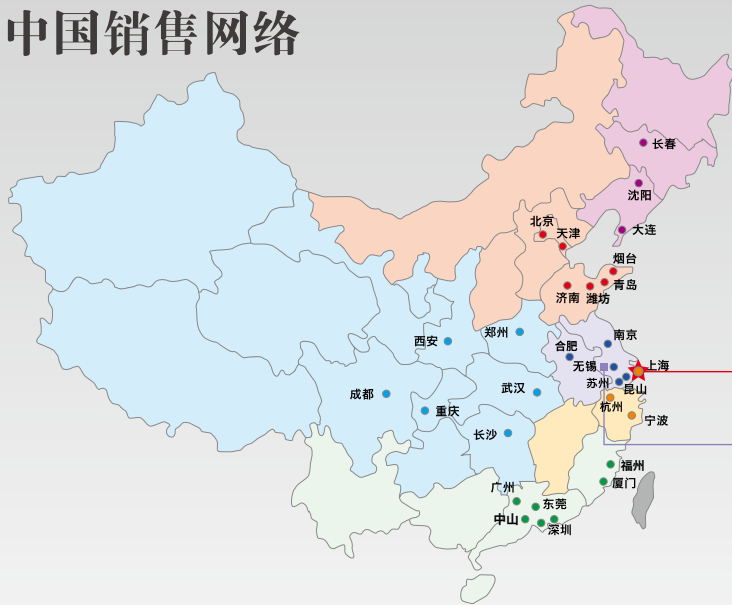 中国销售网络
长春
沈阳
大连
北京
天津
烟台
青岛
济南
潍坊
西安
郑州
南京
合肥
上海
无锡
苏州
昆山
成都
武汉
杭州
重庆
宁波
长沙
福州
厦门
广州
东莞
中山
深圳